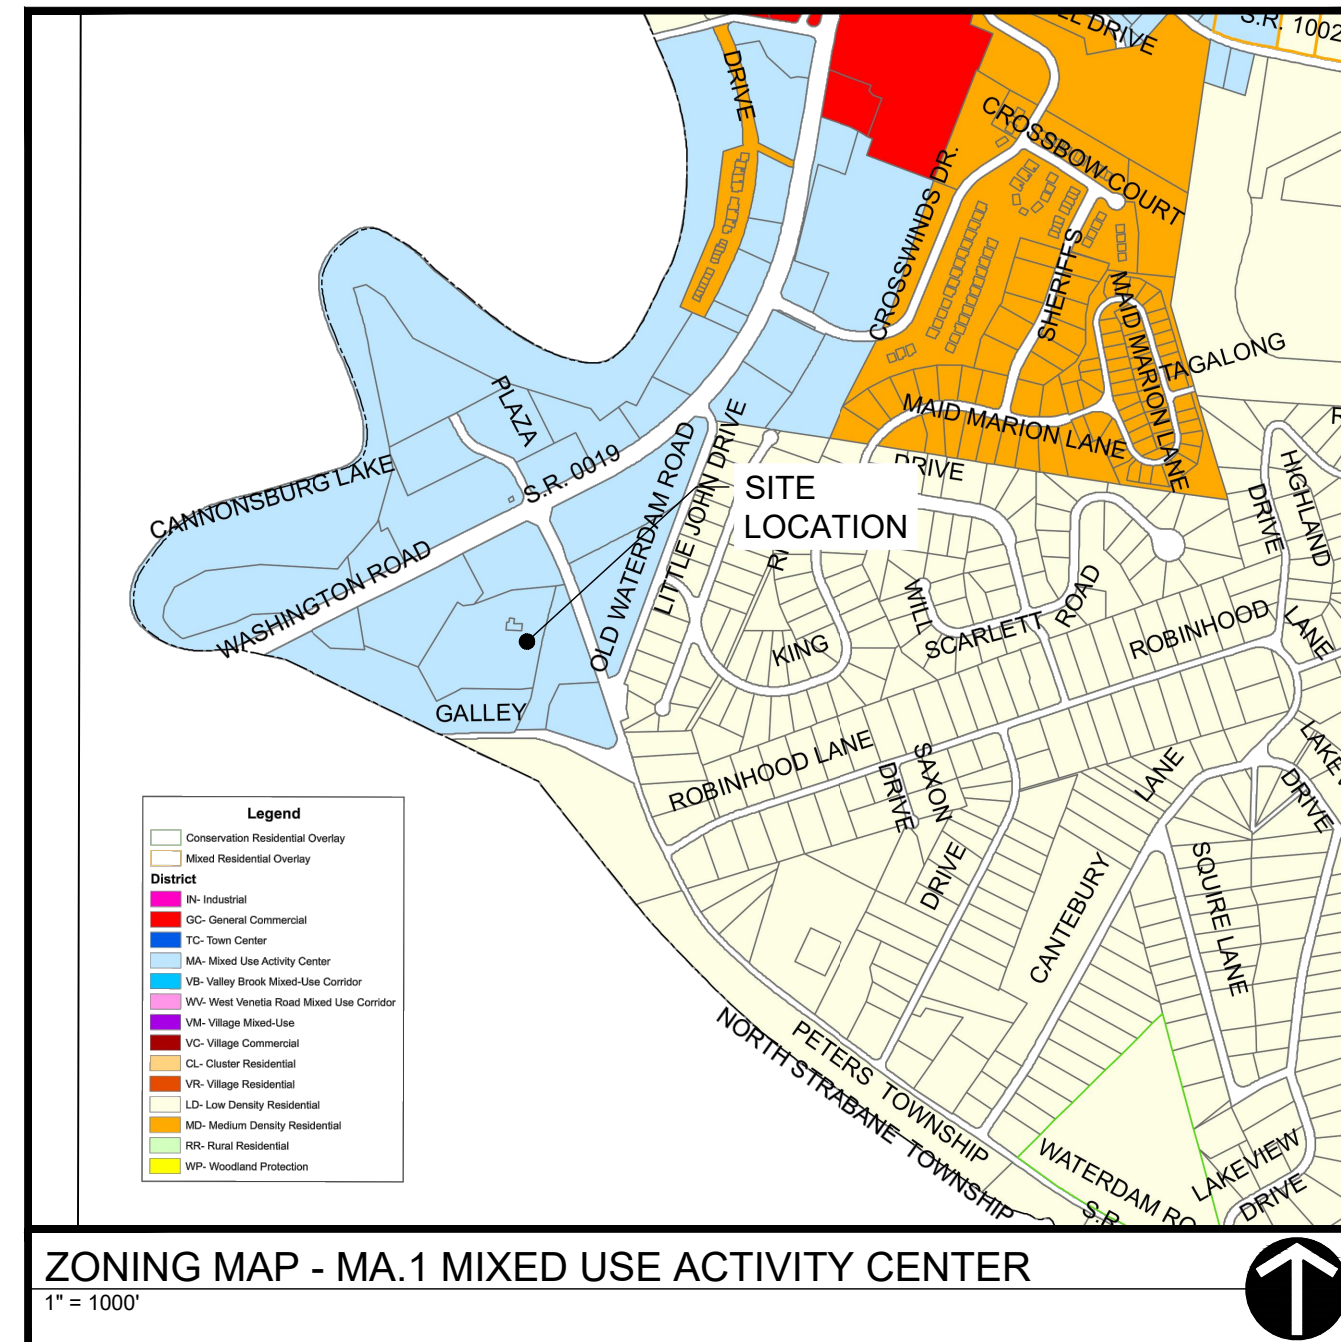 S.R. 1002
DRIVE
DRIVE
CROSSBOW COURT
CROSSWINDS DR.
SHERIFFS
MAID MARION LANE
TAGALONG
MAID MARION LANE
DRIVE
PLAZA
S.R. 0019
CANNONSBURG LAKE
WASHINGTON ROAD
OLD WATERDAM ROAD
LITTLE JOHN DRIVE
SITE
LOCATION
HIGHLAND
DRIVE
LANE
WILL
SCARLETT
ROAD
ROBINHOOD
KING
GALLEY
ROBINHOOD LANE
SAXON
DRIVE
DRIVE
LANE
CANTEBURY
DRIVE
SQUIRE LANE
PETERS TOWNSHIP
NORTH STRABANE TOWNSHIP
WATERDAM RO
S.R.
LAKEVIEW
DRIVE
Legend
Conservation Residential Overlay
Mixed Residential Overlay
District
IN- Industrial
GC- General Commercial
TC- Town Center
MA- Mixed Use Activity Center
VB- Valley Brook Mixed-Use Corridor
WV- West Venetia Road Mixed Use Corridor
VM- Village Mixed-Use
VC- Village Commercial
CL- Cluster Residential
VR- Village Residential
LD- Low Density Residential
MD- Medium Density Residential
RR- Rural Residential
WP- Woodland Protection
ZONING MAP - MA.1 MIXED USE ACTIVITY CENTER
1" = 1000'